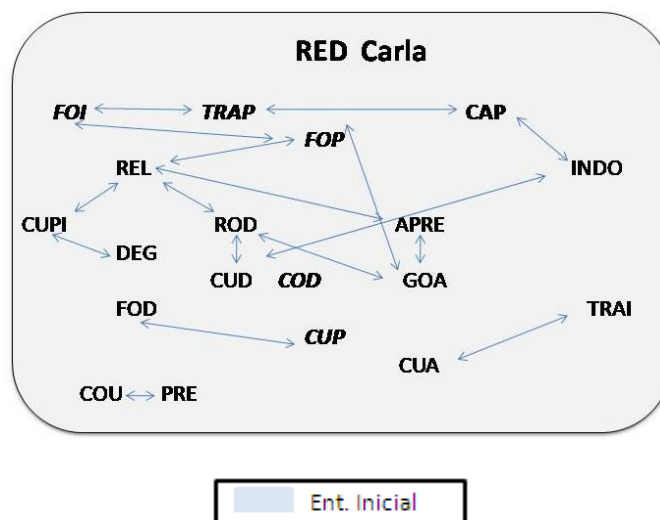 RED Carla
FOI TRAP CAP
FOP
REL INDO
CUPI ROD APRE
DEG
CUD COD GOA
FOD TRAI
CUP
CUA
COU PRE
Ent. Inicial